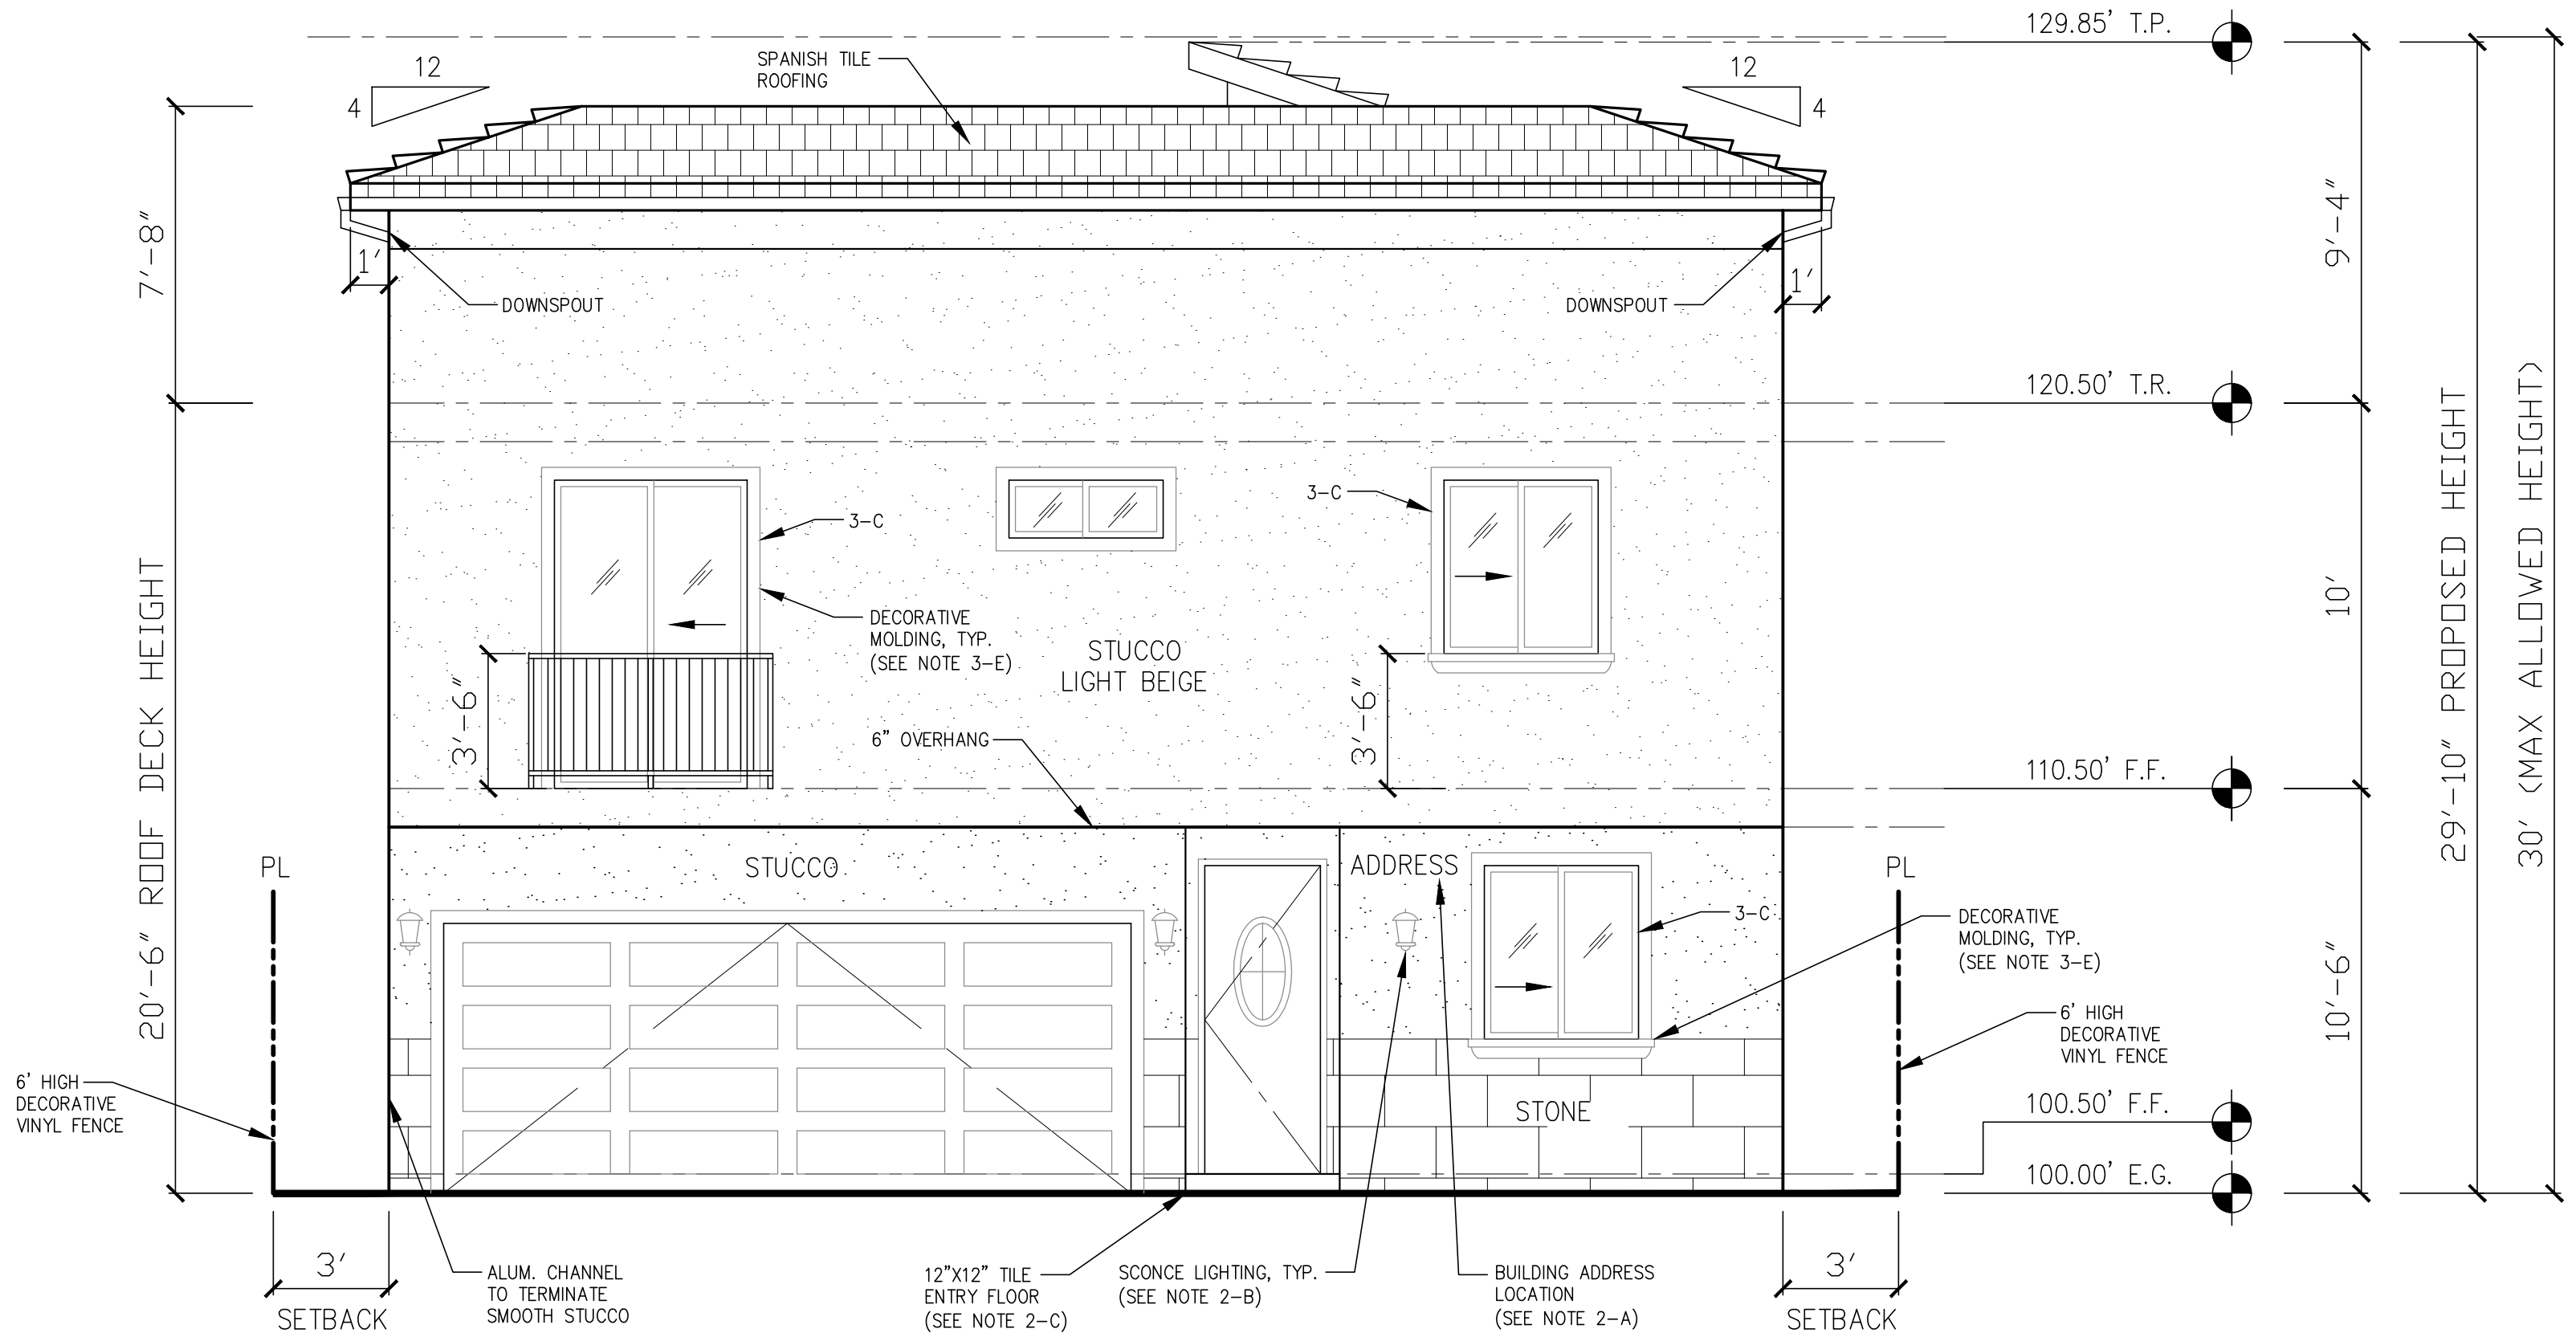 129.85' T.P.
SPANISH TILE
ROOFING
12
4
12
4
7'-8"
9'-4"
1'
1'
DOWNSPOUT
DOWNSPOUT
120.50' T.R.
3-C
3-C
DECORATIVE
MOLDING, TYP.
(SEE NOTE 3-E)
STUCCO
LIGHT BEIGE
10'
20'-6" ROOF DECK HEIGHT
29'-10" PROPOSED HEIGHT
30' (MAX ALLOWED HEIGHT)
3'-6"
3'-6"
6" OVERHANG
110.50' F.F.
PL
STUCCO
ADDRESS
PL
3-C
DECORATIVE
MOLDING, TYP.
(SEE NOTE 3-E)
10'-6"
6' HIGH
DECORATIVE
VINYL FENCE
6' HIGH
DECORATIVE
VINYL FENCE
STONE
100.50' F.F.
100.00' E.G.
3'
SETBACK
ALUM. CHANNEL
TO TERMINATE
SMOOTH STUCCO
12"X12" TILE
ENTRY FLOOR
(SEE NOTE 2-C)
SCONCE LIGHTING, TYP.
(SEE NOTE 2-B)
BUILDING ADDRESS
LOCATION
(SEE NOTE 2-A)
3'
SETBACK